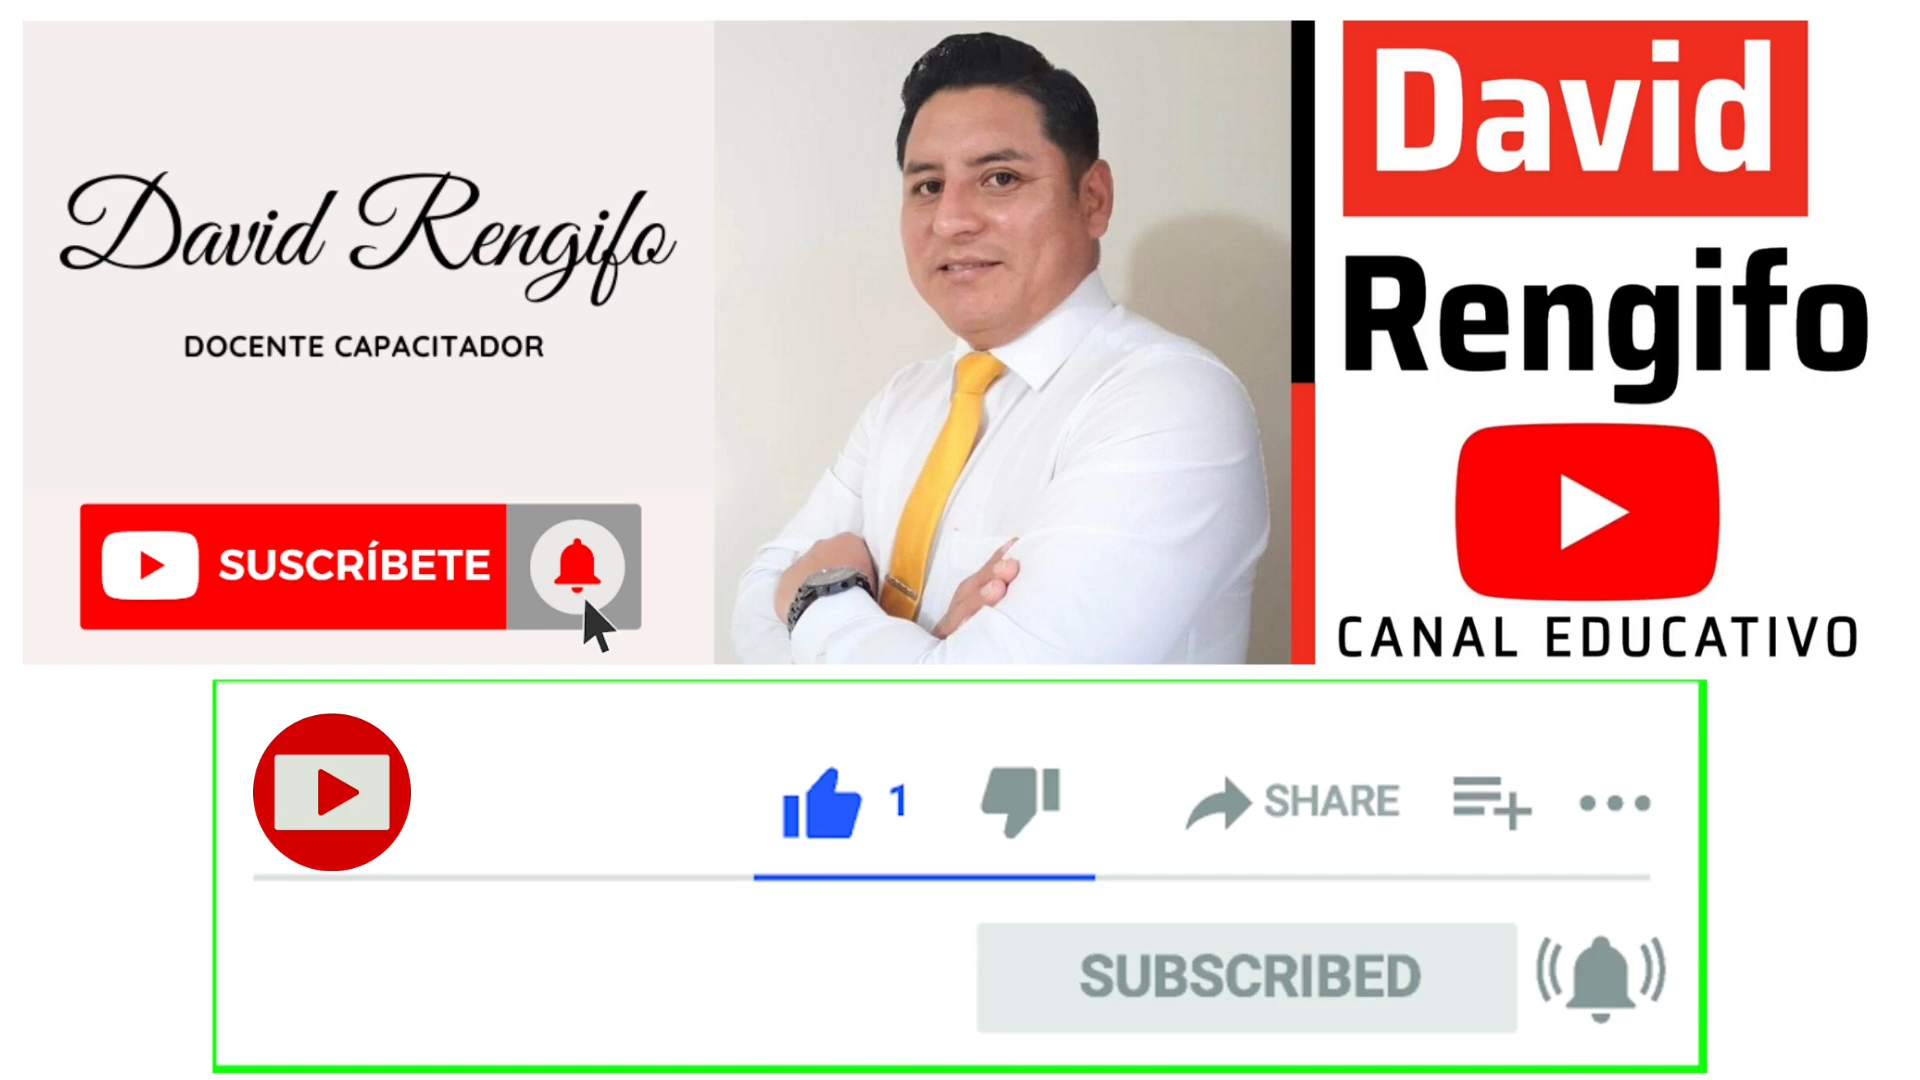 David Rengifo
DOCENTE CAPACITADOR
SUSCRÍBETE
David
Rengifo
CANAL EDUCATIVO
1
SHARE
SUBSCRIBED